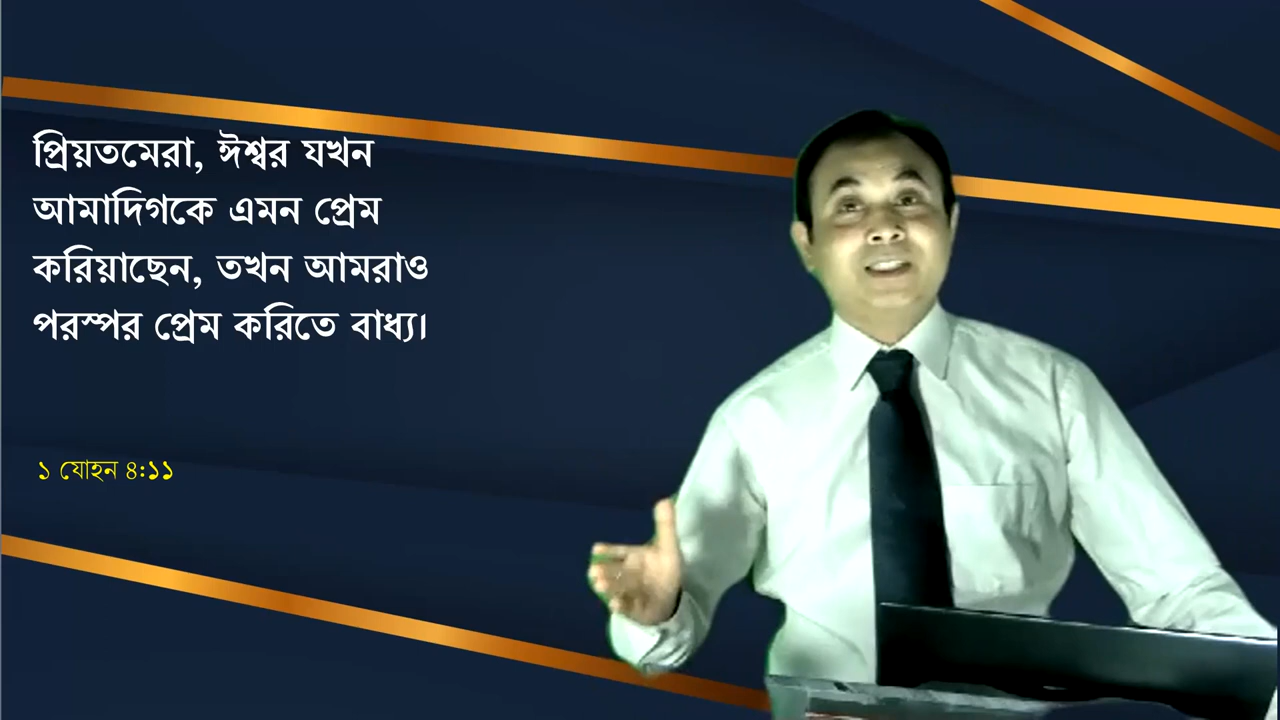 প্রিয়তমেরা, ঈশ্বর যখন
আমাদিগকে এমন প্রেম
করিয়াছেন, তখন আমরাও
পরস্পর প্রেম করিতে বাধ্য।
১ যোহন ৪:১১